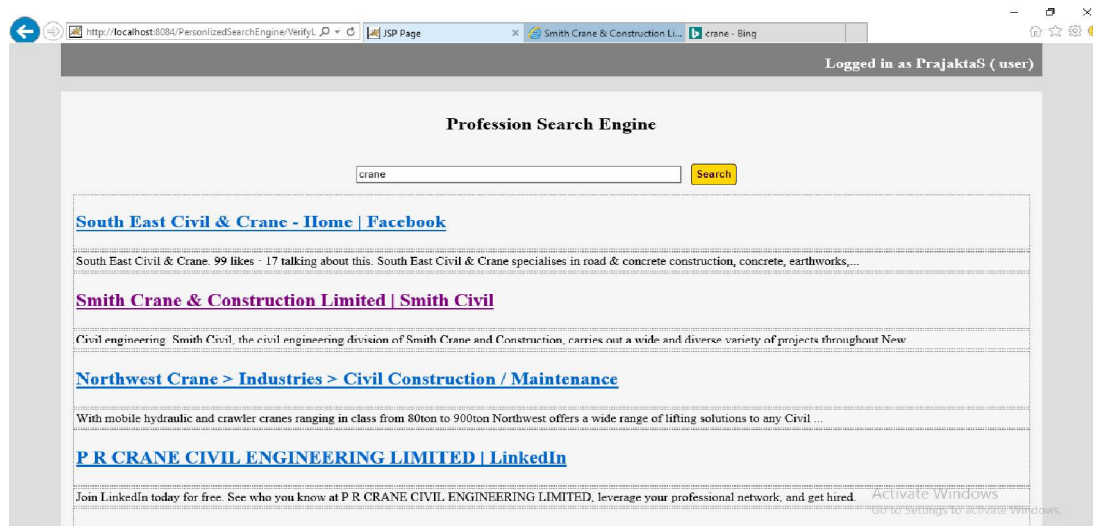 http://localhost:8084/PersonlizedSearchEngine/VerifyL
JSP Page
Smith Crane & Construction Li...
crane - Bing
Logged in as PrajaktaS ( user)
Profession Search Engine
crane
Search
South East Civil & Crane - Home | Facebook
South East Civil & Crane. 99 likes · 17 talking about this. South East Civil & Crane specialises in road & concrete construction, concrete, earthworks,...
Smith Crane & Construction Limited | Smith Civil
Civil engineering. Smith Civil, the civil engineering division of Smith Crane and Construction, carries out a wide and diverse variety of projects throughout New
Northwest Crane > Industries > Civil Construction / Maintenance
With mobile hydraulic and crawler cranes ranging in class from 80ton to 900ton Northwest offers a wide range of lifting solutions to any Civil ...
P R CRANE CIVIL ENGINEERING LIMITED | LinkedIn
Join LinkedIn today for free. See who you know at P R CRANE CIVIL ENGINEERING LIMITED, leverage your professional network, and get hired.
Activate Windows
Go to Settings to activate Windows.